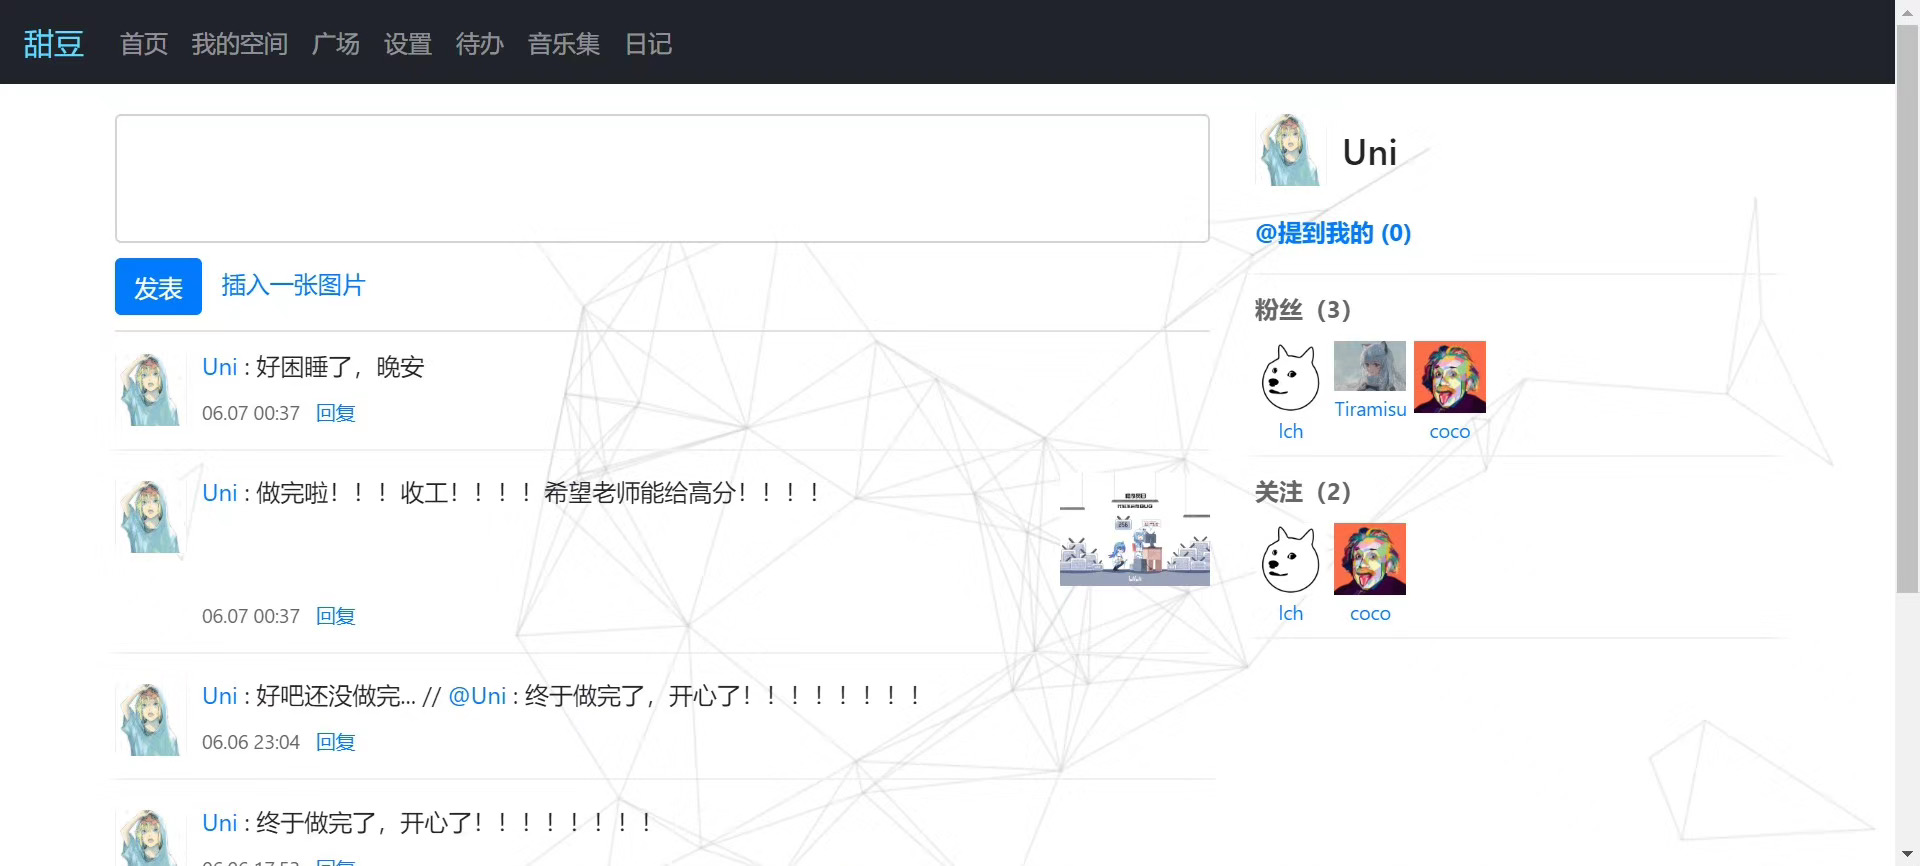 甜豆 首页 我的空间 广场 设置 待办 音乐集 日记
Uni
@提到我的 (0)
发表 插入一张图片
粉丝（3）
lch Tiramisu coco
关注（2）
lch coco
Uni : 好困睡了，晚安
06.07 00:37 回复
Uni : 做完啦！！！收工！！！！希望老师能给高分！！！！
06.07 00:37 回复
Uni : 好吧还没做完... // @Uni : 终于做完了，开心了！！！！！！！！
06.06 23:04 回复
Uni : 终于做完了，开心了！！！！！！！！
06.06 17:53 回复